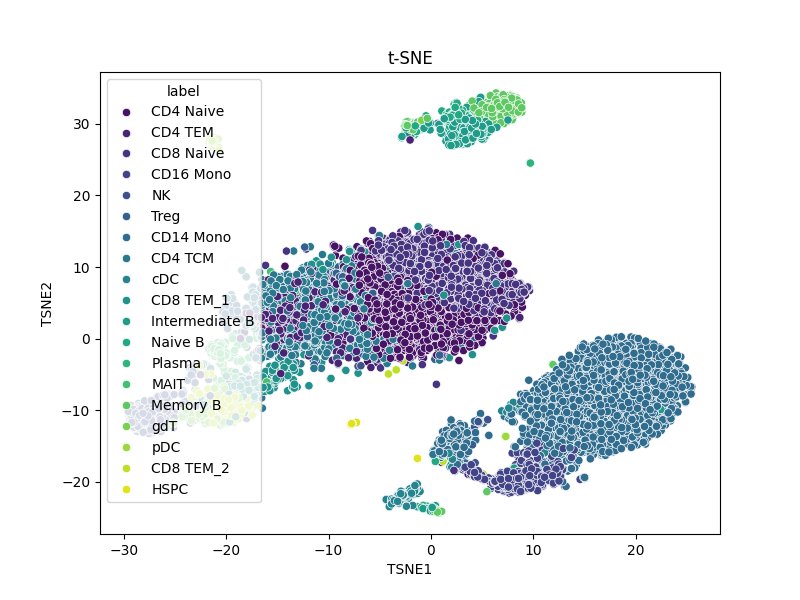 t-SNE
label
CD4 Naive
CD4 TEM
CD8 Naive
CD16 Mono
NK
Treg
CD14 Mono
CD4 TCM
cDC
CD8 TEM_1
Intermediate B
Naive B
Plasma
MAIT
Memory B
gdT
pDC
CD8 TEM_2
HSPC
TSNE2
30
20
10
0
−10
−20
−30 −20 −10 0 10 20
TSNE1